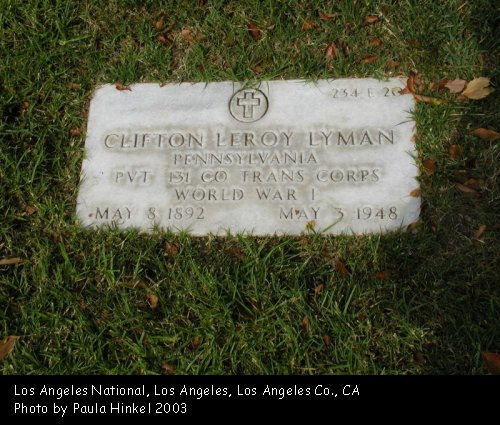 234 E 20
CLIFTON LEROY LYMAN
PENNSYLVANIA
PVT 131 CO TRANS CORPS
WORLD WAR I
MAY 8 1892 MAY 3 1948
Los Angeles National, Los Angeles, Los Angeles Co., CA
Photo by Paula Hinkel 2003